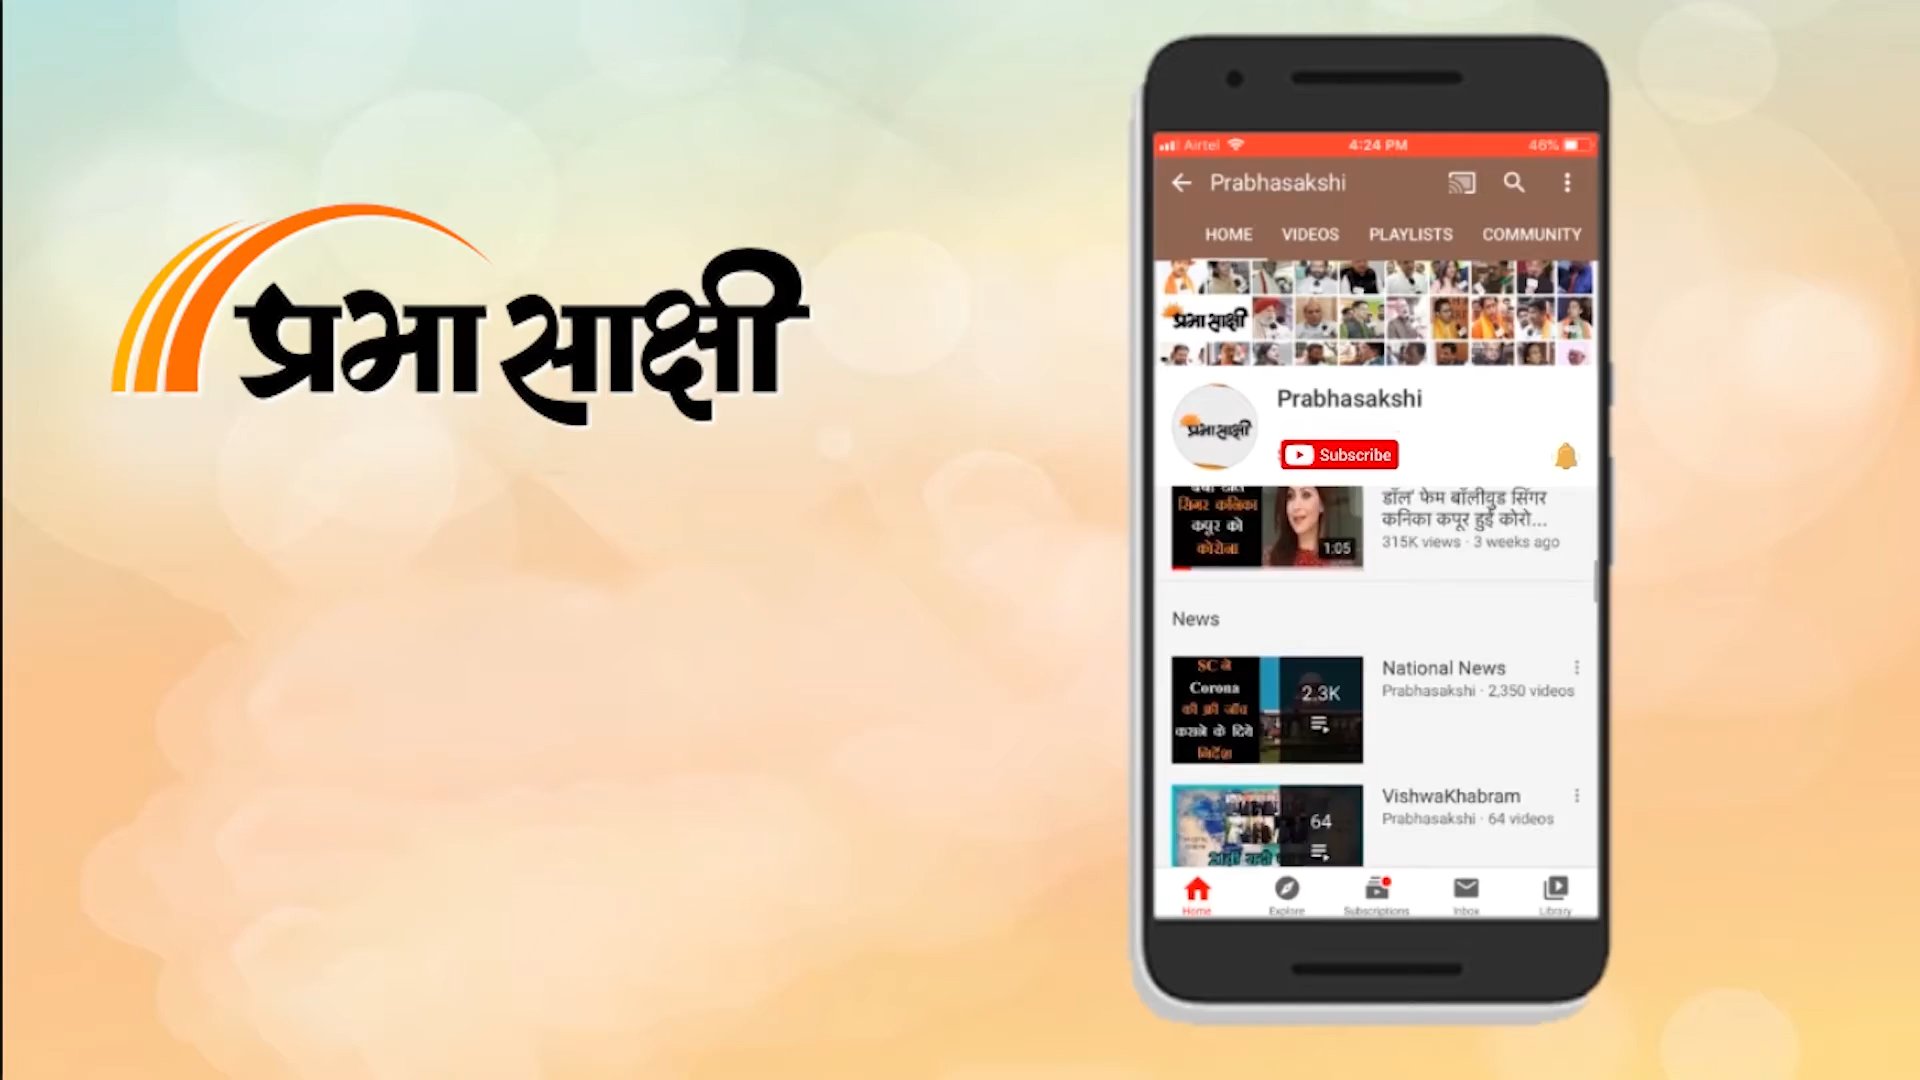 प्रभासाक्षी
Airtel 4:24 PM 46%
Prabhasakshi
HOME VIDEOS PLAYLISTS COMMUNITY
प्रभासाक्षी
Prabhasakshi
प्रभासाक्षी
Subscribe
सिंगर कनिका
कपूर को
कोरोना
1:05
डॉल' फेम बॉलीवुड सिंगर
कनिका कपूर हुई कोरो...
315K views · 3 weeks ago
News
SC ने
Corona
की फ्री जाँच
कराने के दिये
निर्देश
2.3K
National News
Prabhasakshi · 2,350 videos
64
VishwaKhabram
Prabhasakshi · 64 videos
Home Explore Subscriptions Inbox Library